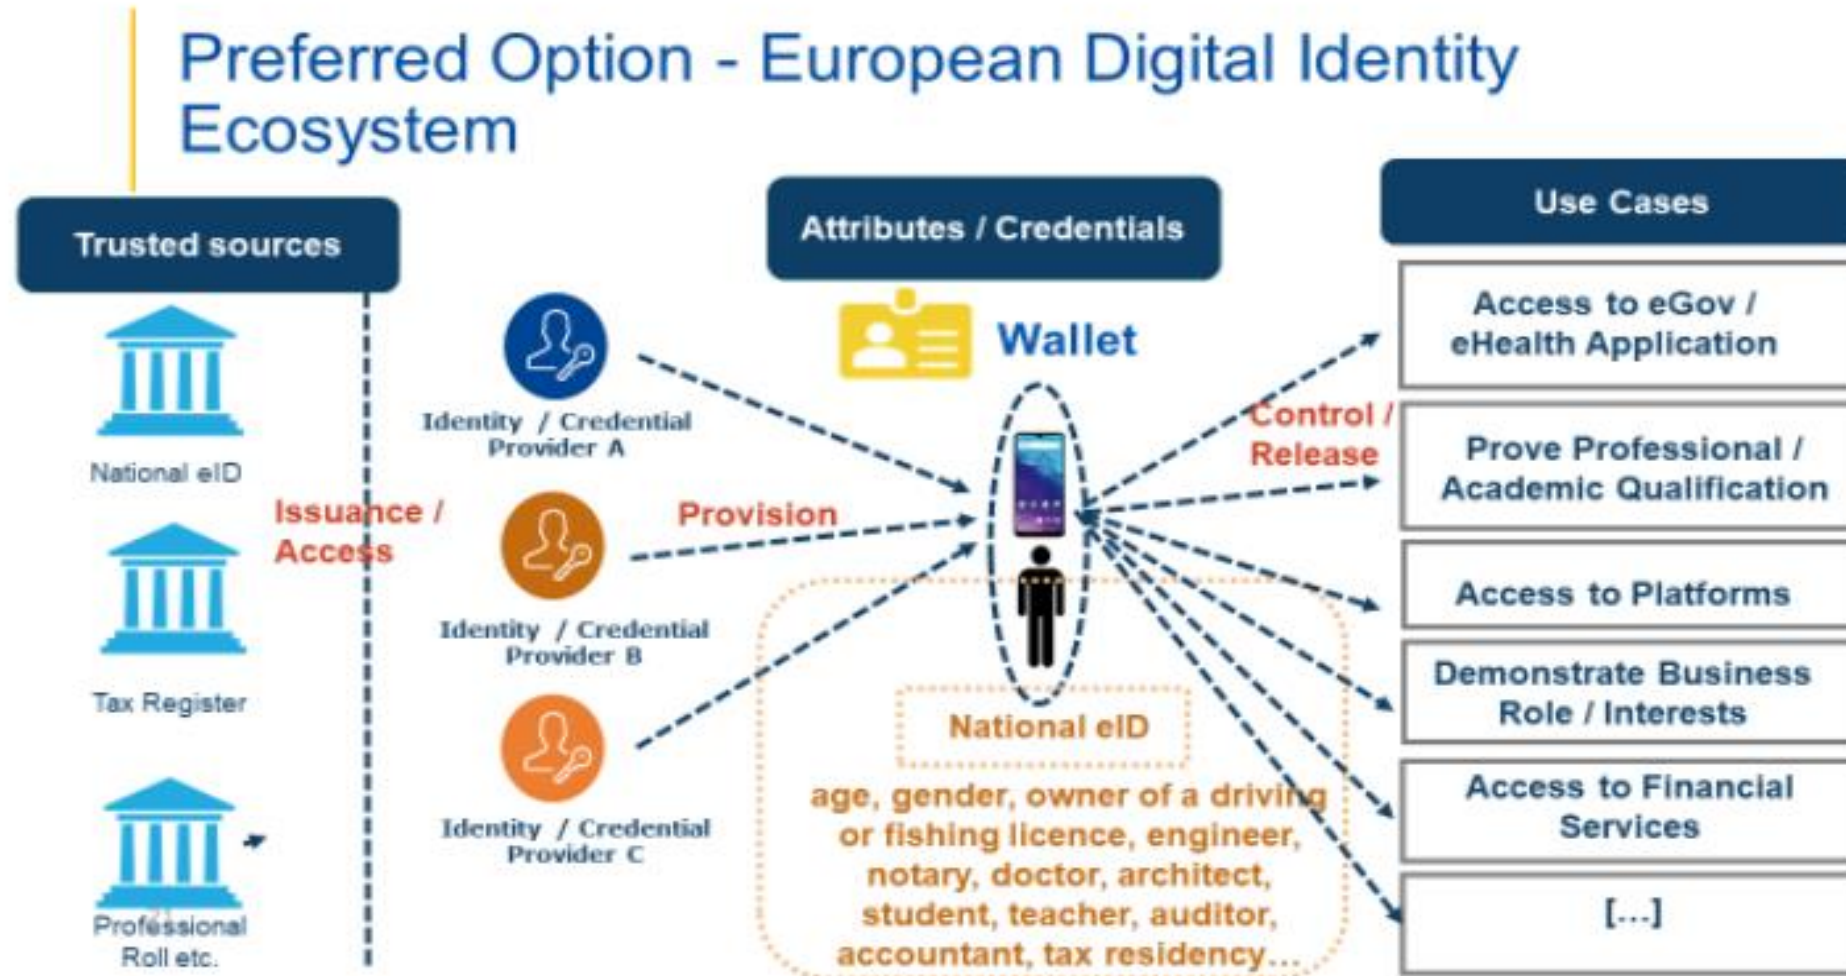 Preferred Option - European Digital Identity
Ecosystem
Trusted sources
National eID
Tax Register
Professional
Roll etc.
Issuance /
Access
Identity / Credential
Provider A
Identity / Credential
Provider B
Identity / Credential
Provider C
Provision
Attributes / Credentials
Wallet
National eID
age, gender, owner of a driving
or fishing licence, engineer,
notary, doctor, architect,
student, teacher, auditor,
accountant, tax residency...
Control /
Release
Use Cases
Access to eGov /
eHealth Application
Prove Professional /
Academic Qualification
Access to Platforms
Demonstrate Business
Role / Interests
Access to Financial
Services
[...]